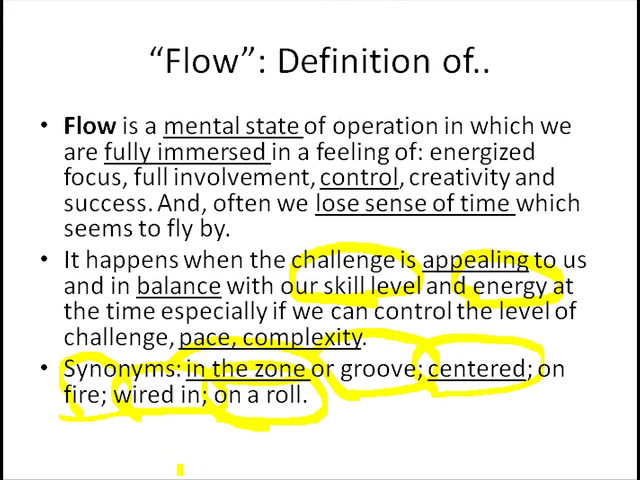 “Flow”: Definition of..
• Flow is a mental state of operation in which we
are fully immersed in a feeling of: energized
focus, full involvement, control, creativity and
success. And, often we lose sense of time which
seems to fly by.
• It happens when the challenge is appealing to us
and in balance with our skill level and energy at
the time especially if we can control the level of
challenge, pace, complexity.
• Synonyms: in the zone or groove; centered; on
fire; wired in; on a roll.